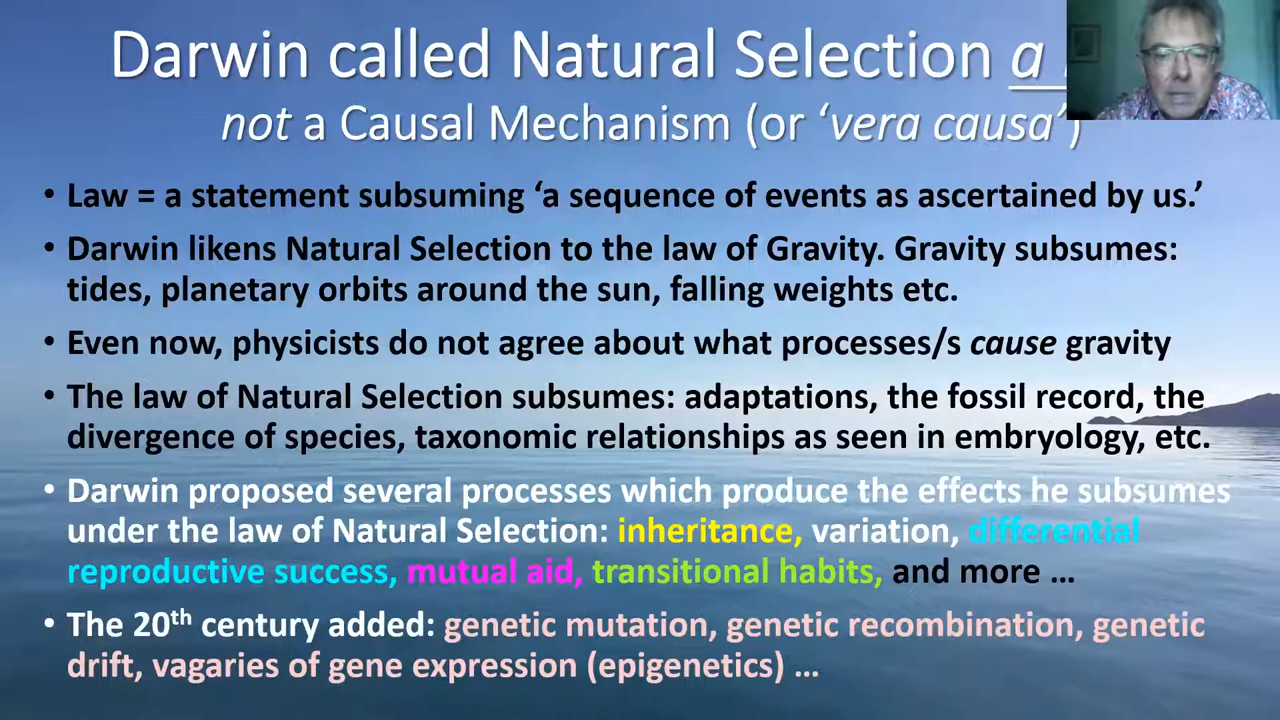 Darwin called Natural Selection a
not a Causal Mechanism (or ‘vera causa’)
• Law = a statement subsuming ‘a sequence of events as ascertained by us.’
• Darwin likens Natural Selection to the law of Gravity. Gravity subsumes:
tides, planetary orbits around the sun, falling weights etc.
• Even now, physicists do not agree about what processes/s cause gravity
• The law of Natural Selection subsumes: adaptations, the fossil record, the
divergence of species, taxonomic relationships as seen in embryology, etc.
• Darwin proposed several processes which produce the effects he subsumes
under the law of Natural Selection: inheritance, variation, differential
reproductive success, mutual aid, transitional habits, and more …
• The 20th century added: genetic mutation, genetic recombination, genetic
drift, vagaries of gene expression (epigenetics) …